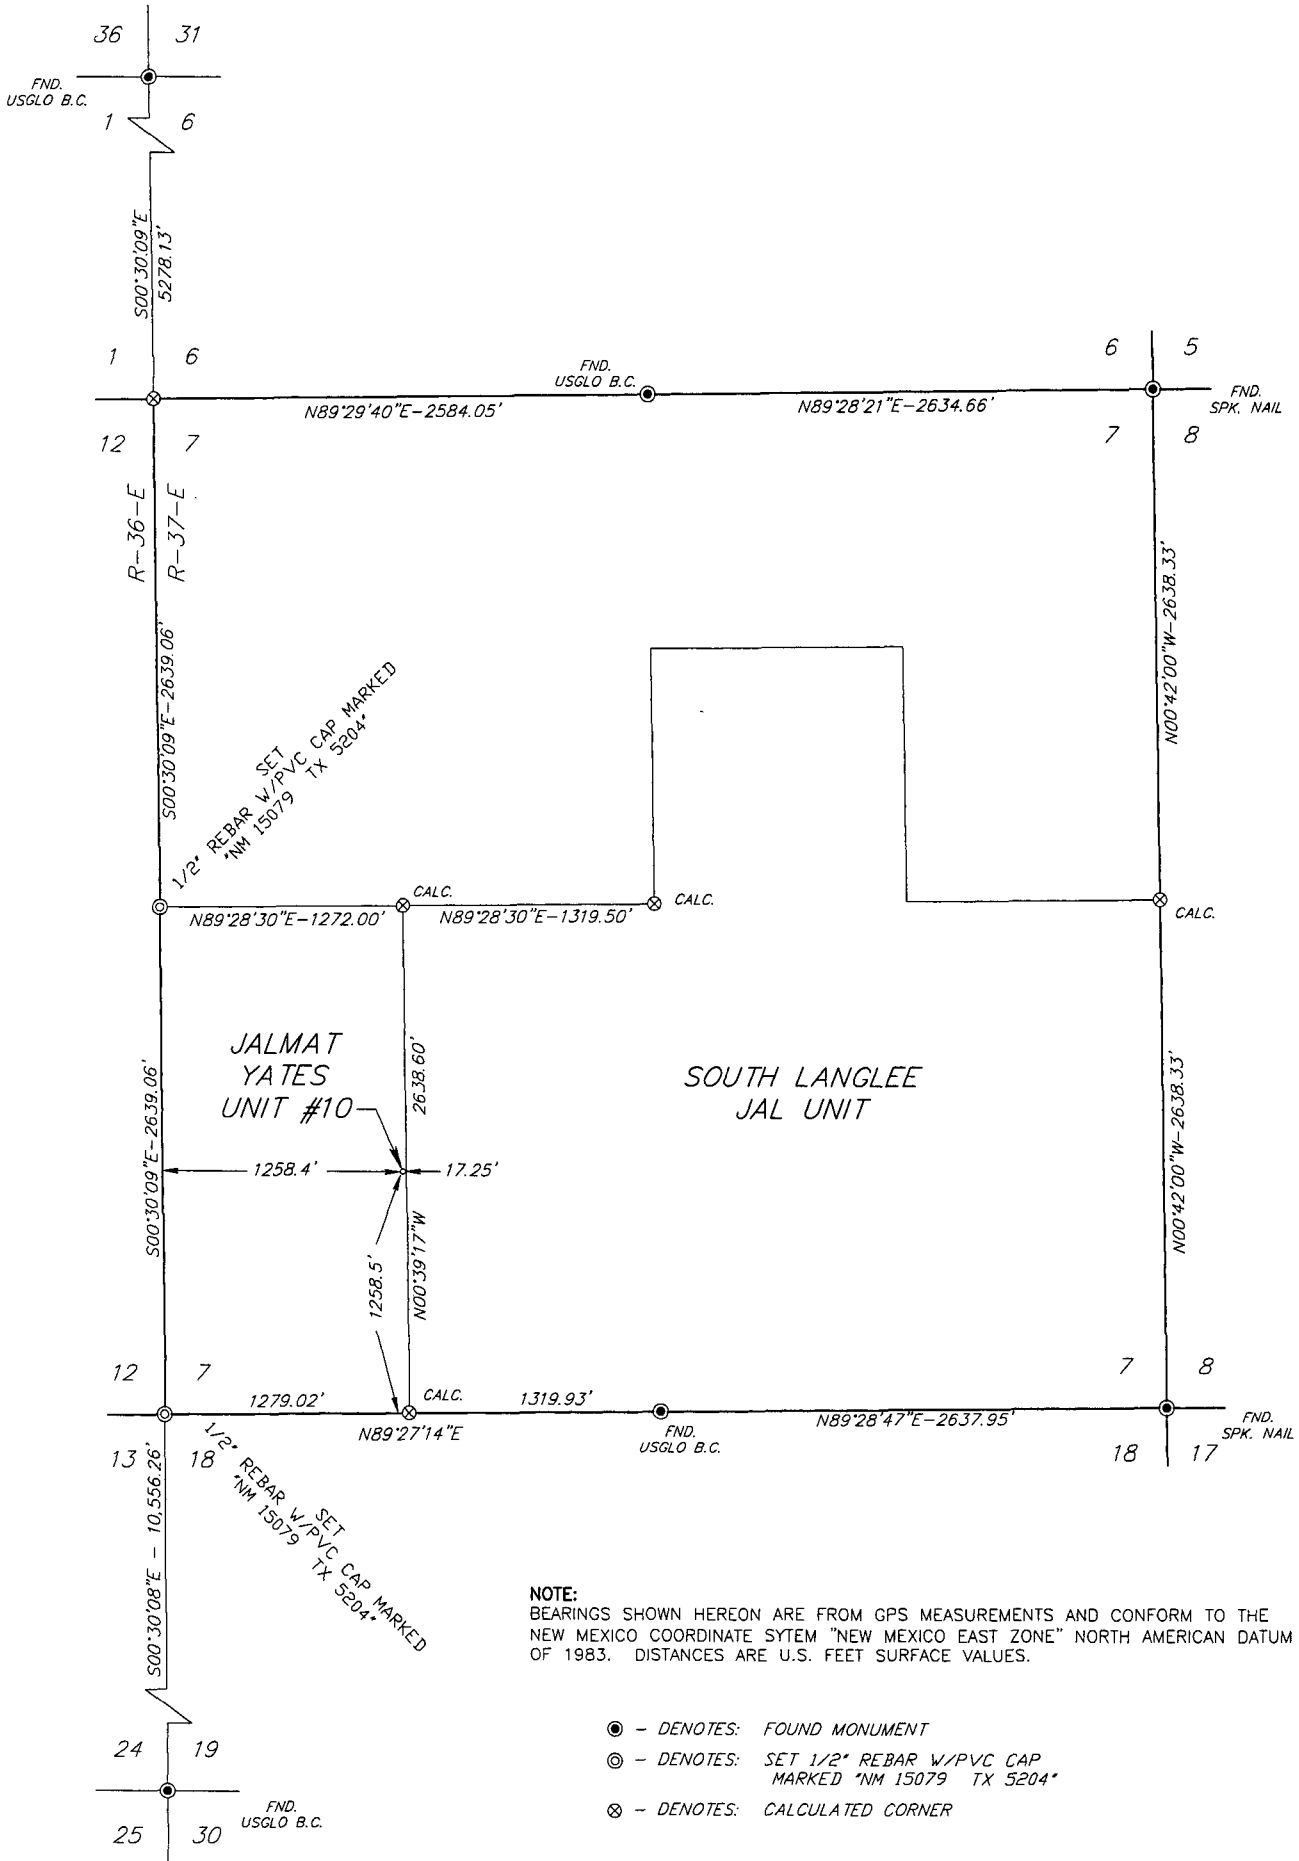 36 31
FND.
USGLO B.C.
1 6
S00°30'09"E
5278.13'
1 6
FND.
USGLO B.C.
6 5
N89°29'40"E-2584.05'
N89°28'21"E-2634.66'
FND.
SPK. NAIL
12 7
7 8
R-36-E
R-37-E
S00°30'09"E-2639.06'
N00°42'00"W-2638.33'
SET
1/2" REBAR W/PVC CAP MARKED
"NM 15079 TX 5204"
CALC.
N89°28'30"E-1272.00'
N89°28'30"E-1319.50'
CALC.
CALC.
JALMAT
YATES
UNIT #10
2638.60'
SOUTH LANGLEE
JAL UNIT
S00°30'09"E-2639.06'
N00°42'00"W-2638.33'
1258.4'
17.25'
1258.5'
N00°39'17"W
12 7
7 8
1279.02'
CALC.
1319.93'
N89°27'14"E
FND.
USGLO B.C.
N89°28'47"E-2637.95'
FND.
SPK. NAIL
13 18
18 17
SET
1/2" REBAR W/PVC CAP MARKED
"NM 15079 TX 5204"
S00°30'08"E - 10,556.26'
NOTE:
BEARINGS SHOWN HEREON ARE FROM GPS MEASUREMENTS AND CONFORM TO THE
NEW MEXICO COORDINATE SYTEM "NEW MEXICO EAST ZONE" NORTH AMERICAN DATUM
OF 1983. DISTANCES ARE U.S. FEET SURFACE VALUES.
- DENOTES: FOUND MONUMENT
- DENOTES: SET 1/2" REBAR W/PVC CAP
MARKED "NM 15079 TX 5204"
- DENOTES: CALCULATED CORNER
24 19
FND.
USGLO B.C.
25 30